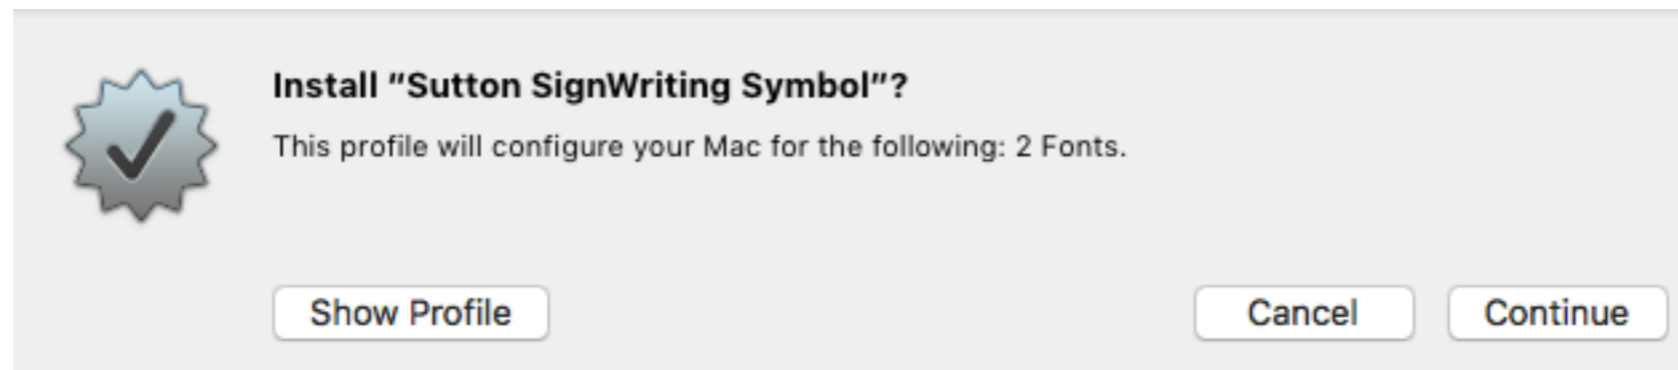 Install "Sutton SignWriting Symbol"?
This profile will configure your Mac for the following: 2 Fonts.
Show Profile
Cancel
Continue